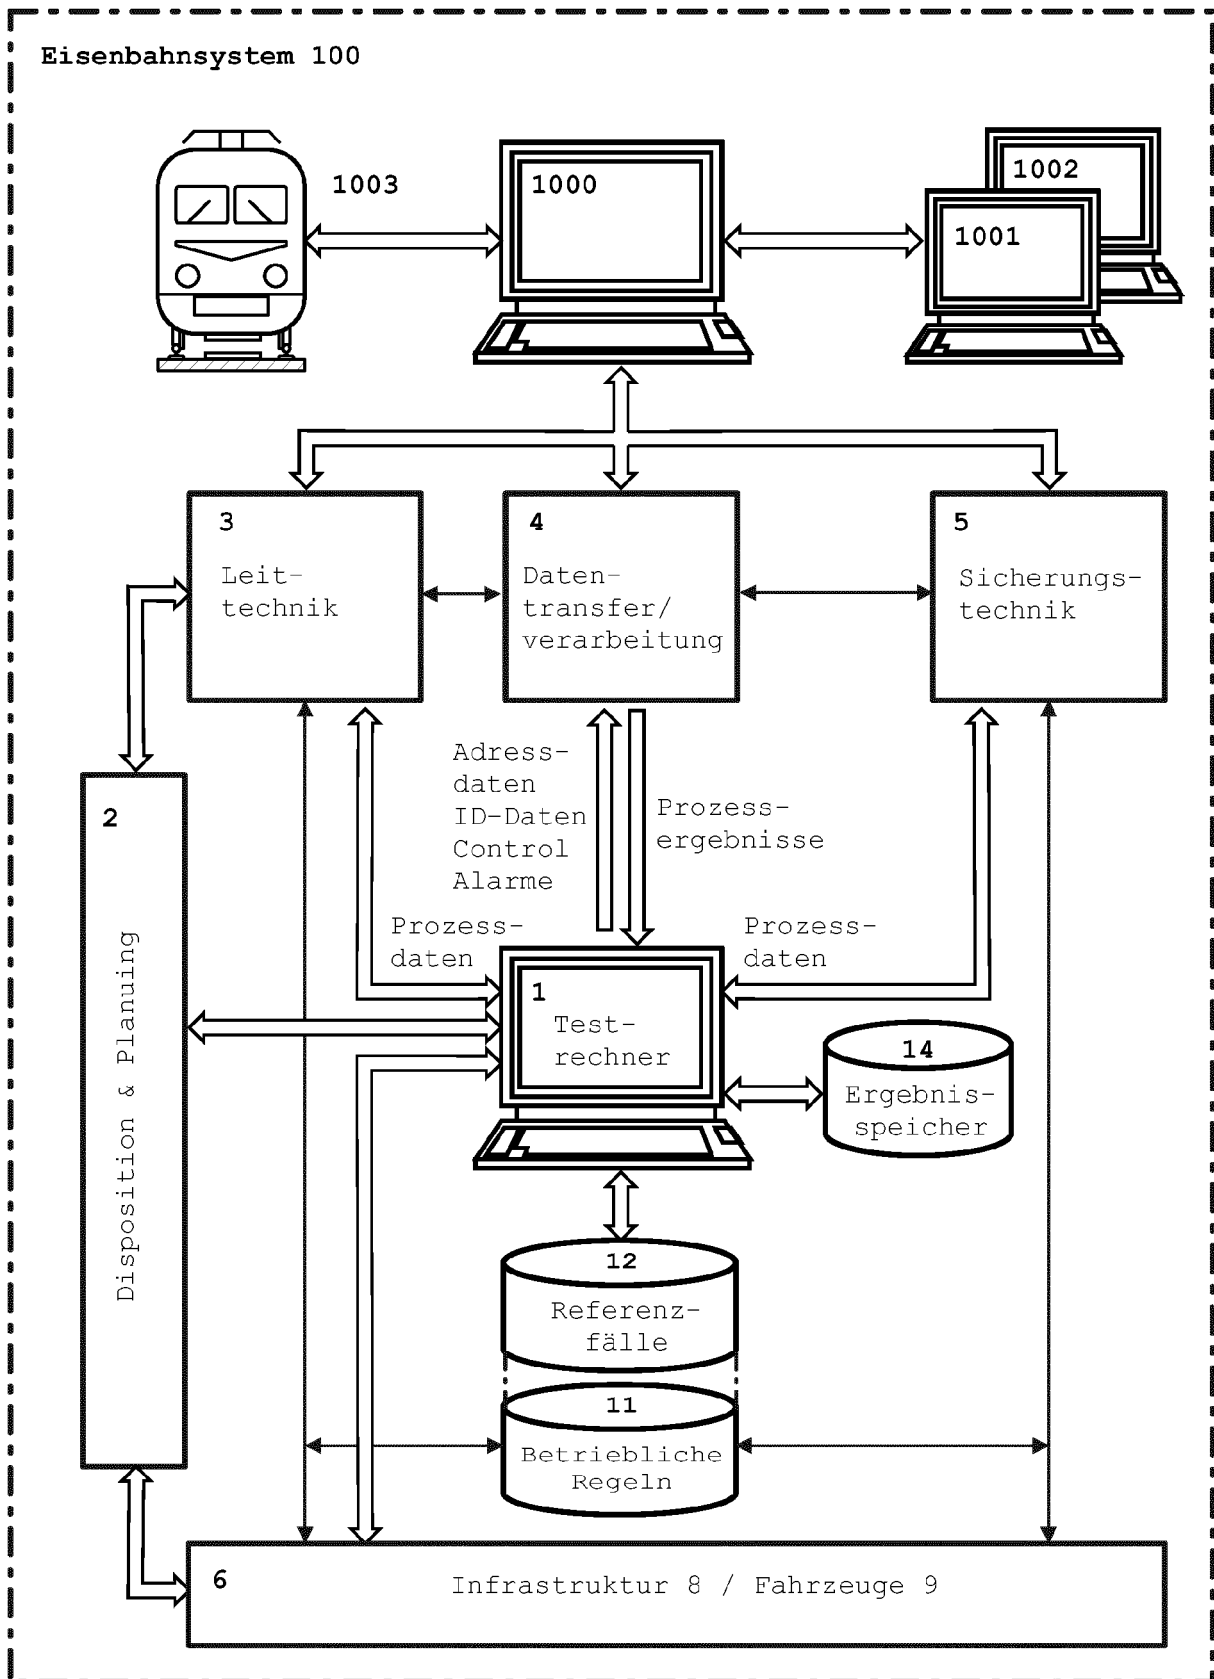 Eisenbahnsystem 100
1003
1000
1002
1001
3
Leit-
technik
4
Daten-
transfer/
verarbeitung
5
Sicherungs-
technik
Adress-
daten
ID-Daten
Control
Alarme
Prozess-
ergebnisse
2
Disposition & Planuing
Prozess-
daten
Prozess-
daten
1
Test-
rechner
14
Ergebnis-
speicher
12
Referenz-
fälle
11
Betriebliche
Regeln
6
Infrastruktur 8 / Fahrzeuge 9